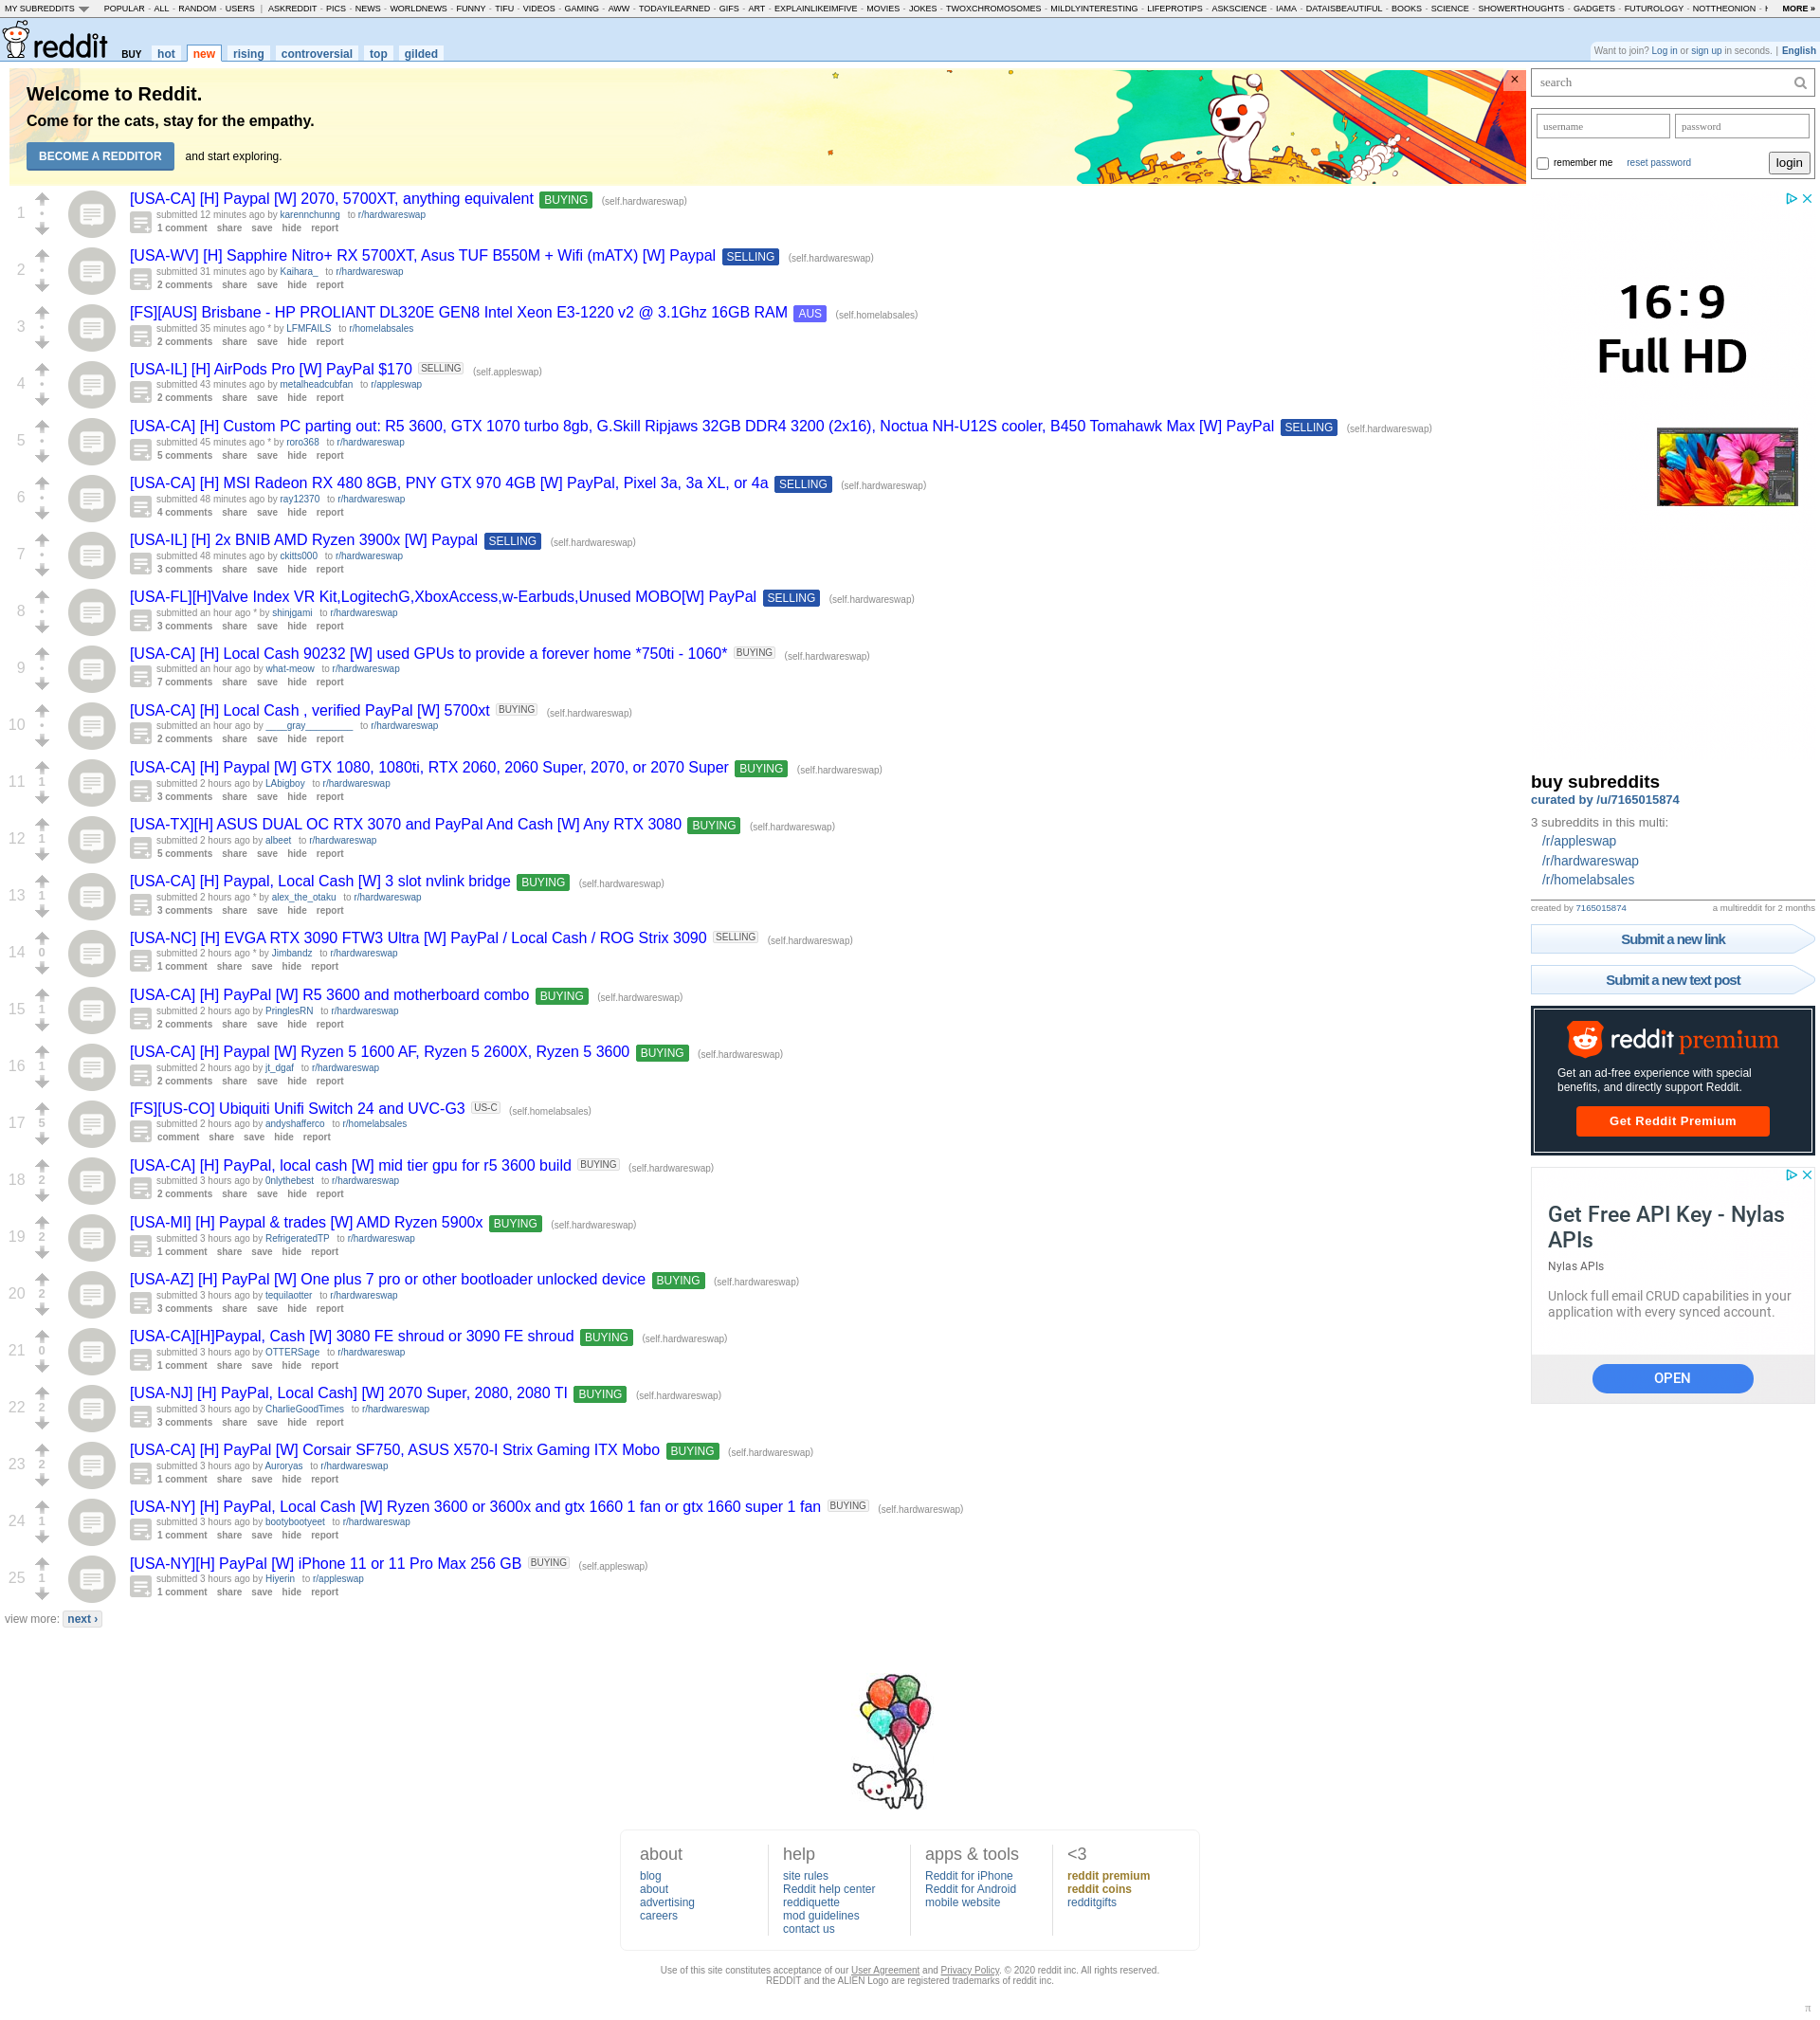 MY SUBREDDITS POPULAR - ALL - RANDOM - USERS | ASKREDDIT - PICS - NEWS - WORLDNEWS - FUNNY - TIFU - VIDEOS - GAMING - AWW - TODAYILEARNED - GIFS - ART - EXPLAINLIKEIMFIVE - MOVIES - JOKES - TWOXCHROMOSOMES - MILDLYINTERESTING - LIFEPROTIPS - ASKSCIENCE - IAMA - DATAISBEAUTIFUL - BOOKS - SCIENCE - SHOWERTHOUGHTS - GADGETS - FUTUROLOGY - NOTTHEONION - MORE »
reddit BUY hot new rising controversial top gilded
Want to join? Log in or sign up in seconds. | English
Welcome to Reddit.
Come for the cats, stay for the empathy.
BECOME A REDDITOR and start exploring.
×
search
username password
remember me reset password login
1 [USA-CA] [H] Paypal [W] 2070, 5700XT, anything equivalent BUYING (self.hardwareswap)
submitted 12 minutes ago by karennchunng to r/hardwareswap
1 comment share save hide report
2 [USA-WV] [H] Sapphire Nitro+ RX 5700XT, Asus TUF B550M + Wifi (mATX) [W] Paypal SELLING (self.hardwareswap)
submitted 31 minutes ago by Kaihara_ to r/hardwareswap
2 comments share save hide report
3 [FS][AUS] Brisbane - HP PROLIANT DL320E GEN8 Intel Xeon E3-1220 v2 @ 3.1Ghz 16GB RAM AUS (self.homelabsales)
submitted 35 minutes ago * by LFMFAILS to r/homelabsales
2 comments share save hide report
4 [USA-IL] [H] AirPods Pro [W] PayPal $170 SELLING (self.appleswap)
submitted 43 minutes ago by metalheadcubfan to r/appleswap
2 comments share save hide report
5 [USA-CA] [H] Custom PC parting out: R5 3600, GTX 1070 turbo 8gb, G.Skill Ripjaws 32GB DDR4 3200 (2x16), Noctua NH-U12S cooler, B450 Tomahawk Max [W] PayPal SELLING (self.hardwareswap)
submitted 45 minutes ago * by roro368 to r/hardwareswap
5 comments share save hide report
6 [USA-CA] [H] MSI Radeon RX 480 8GB, PNY GTX 970 4GB [W] PayPal, Pixel 3a, 3a XL, or 4a SELLING (self.hardwareswap)
submitted 48 minutes ago by ray12370 to r/hardwareswap
4 comments share save hide report
7 [USA-IL] [H] 2x BNIB AMD Ryzen 3900x [W] Paypal SELLING (self.hardwareswap)
submitted 48 minutes ago by ckitts000 to r/hardwareswap
3 comments share save hide report
8 [USA-FL][H]Valve Index VR Kit,LogitechG,XboxAccess,w-Earbuds,Unused MOBO[W] PayPal SELLING (self.hardwareswap)
submitted an hour ago * by shinjgami to r/hardwareswap
3 comments share save hide report
9 [USA-CA] [H] Local Cash 90232 [W] used GPUs to provide a forever home *750ti - 1060* BUYING (self.hardwareswap)
submitted an hour ago by what-meow to r/hardwareswap
7 comments share save hide report
10 [USA-CA] [H] Local Cash , verified PayPal [W] 5700xt BUYING (self.hardwareswap)
submitted an hour ago by ____gray_________ to r/hardwareswap
2 comments share save hide report
11 1 [USA-CA] [H] Paypal [W] GTX 1080, 1080ti, RTX 2060, 2060 Super, 2070, or 2070 Super BUYING (self.hardwareswap)
submitted 2 hours ago by LAbigboy to r/hardwareswap
3 comments share save hide report
12 1 [USA-TX][H] ASUS DUAL OC RTX 3070 and PayPal And Cash [W] Any RTX 3080 BUYING (self.hardwareswap)
submitted 2 hours ago by albeet to r/hardwareswap
5 comments share save hide report
13 1 [USA-CA] [H] Paypal, Local Cash [W] 3 slot nvlink bridge BUYING (self.hardwareswap)
submitted 2 hours ago * by alex_the_otaku to r/hardwareswap
3 comments share save hide report
14 0 [USA-NC] [H] EVGA RTX 3090 FTW3 Ultra [W] PayPal / Local Cash / ROG Strix 3090 SELLING (self.hardwareswap)
submitted 2 hours ago * by Jimbandz to r/hardwareswap
1 comment share save hide report
15 1 [USA-CA] [H] PayPal [W] R5 3600 and motherboard combo BUYING (self.hardwareswap)
submitted 2 hours ago by PringlesRN to r/hardwareswap
2 comments share save hide report
16 1 [USA-CA] [H] Paypal [W] Ryzen 5 1600 AF, Ryzen 5 2600X, Ryzen 5 3600 BUYING (self.hardwareswap)
submitted 2 hours ago by jt_dgaf to r/hardwareswap
2 comments share save hide report
17 5 [FS][US-CO] Ubiquiti Unifi Switch 24 and UVC-G3 US-C (self.homelabsales)
submitted 2 hours ago by andyshafferco to r/homelabsales
comment share save hide report
18 2 [USA-CA] [H] PayPal, local cash [W] mid tier gpu for r5 3600 build BUYING (self.hardwareswap)
submitted 3 hours ago by 0nlythebest to r/hardwareswap
2 comments share save hide report
19 2 [USA-MI] [H] Paypal & trades [W] AMD Ryzen 5900x BUYING (self.hardwareswap)
submitted 3 hours ago by RefrigeratedTP to r/hardwareswap
1 comment share save hide report
20 2 [USA-AZ] [H] PayPal [W] One plus 7 pro or other bootloader unlocked device BUYING (self.hardwareswap)
submitted 3 hours ago by tequilaotter to r/hardwareswap
3 comments share save hide report
21 0 [USA-CA][H]Paypal, Cash [W] 3080 FE shroud or 3090 FE shroud BUYING (self.hardwareswap)
submitted 3 hours ago by OTTERSage to r/hardwareswap
1 comment share save hide report
22 2 [USA-NJ] [H] PayPal, Local Cash] [W] 2070 Super, 2080, 2080 TI BUYING (self.hardwareswap)
submitted 3 hours ago by CharlieGoodTimes to r/hardwareswap
3 comments share save hide report
23 2 [USA-CA] [H] PayPal [W] Corsair SF750, ASUS X570-I Strix Gaming ITX Mobo BUYING (self.hardwareswap)
submitted 3 hours ago by Auroryas to r/hardwareswap
1 comment share save hide report
24 1 [USA-NY] [H] PayPal, Local Cash [W] Ryzen 3600 or 3600x and gtx 1660 1 fan or gtx 1660 super 1 fan BUYING (self.hardwareswap)
submitted 3 hours ago by bootybootyeet to r/hardwareswap
1 comment share save hide report
25 1 [USA-NY][H] PayPal [W] iPhone 11 or 11 Pro Max 256 GB BUYING (self.appleswap)
submitted 3 hours ago by Hiyerin to r/appleswap
1 comment share save hide report
view more: next ›
16:9
Full HD
buy subreddits
curated by /u/7165015874
3 subreddits in this multi:
/r/appleswap
/r/hardwareswap
/r/homelabsales
created by 7165015874 a multireddit for 2 months
Submit a new link
Submit a new text post
reddit premium
Get an ad-free experience with special
benefits, and directly support Reddit.
Get Reddit Premium
Get Free API Key - Nylas
APIs
Nylas APIs
Unlock full email CRUD capabilities in your
application with every synced account.
OPEN
about
blog
about
advertising
careers
help
site rules
Reddit help center
reddiquette
mod guidelines
contact us
apps & tools
Reddit for iPhone
Reddit for Android
mobile website
<3
reddit premium
reddit coins
redditgifts
Use of this site constitutes acceptance of our User Agreement and Privacy Policy. © 2020 reddit inc. All rights reserved.
REDDIT and the ALIEN Logo are registered trademarks of reddit inc.
π